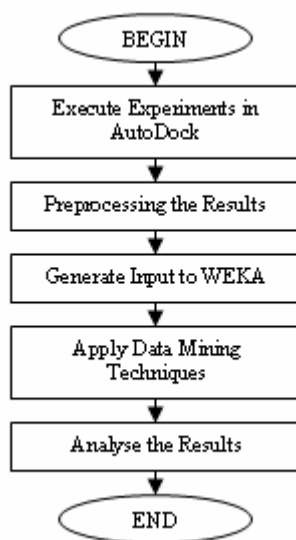 BEGIN
Execute Experiments in
AutoDock
Preprocessing the Results
Generate Input to WEKA
Apply Data Mining
Techniques
Analyse the Results
END